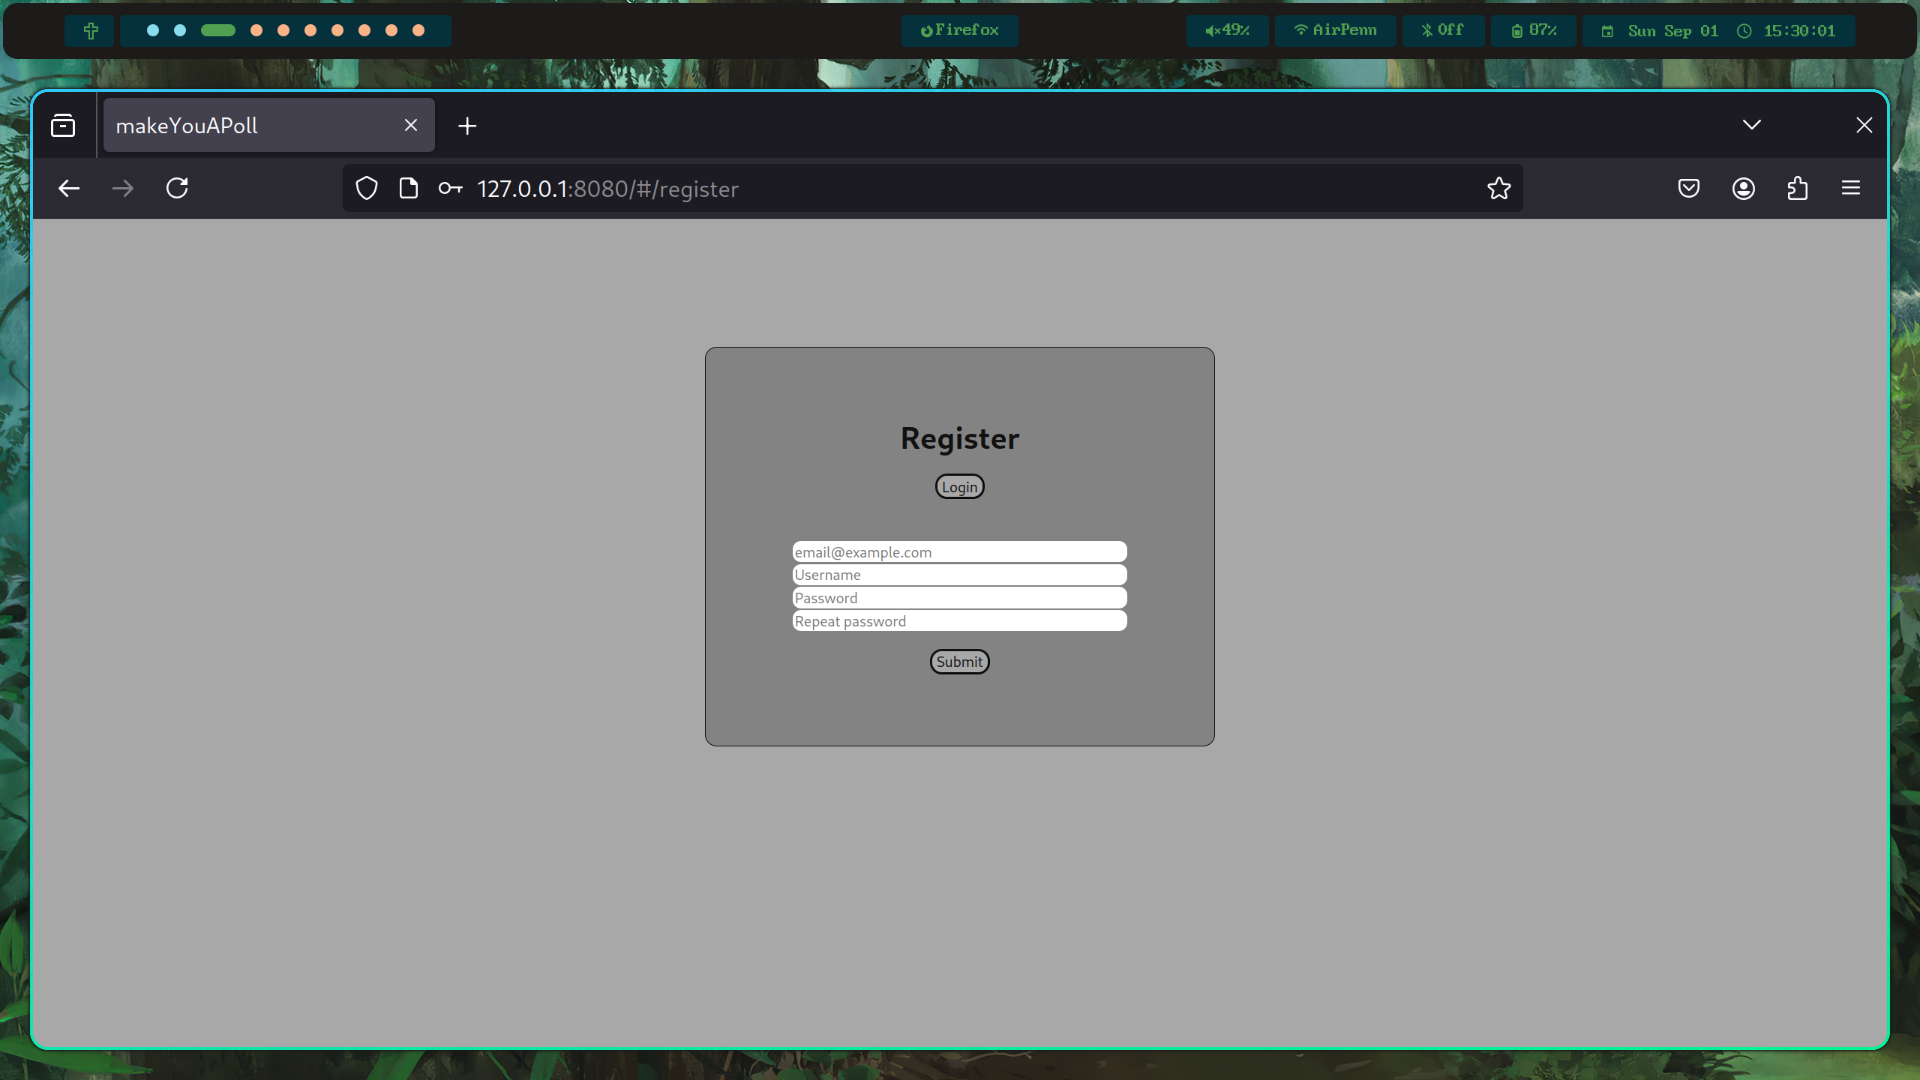 Firefox
49%
AirPenn
Off
87%
Sun Sep 01
15:30:01
makeYouAPoll
127.0.0.1:8080/#/register
Register
Login
email@example.com
Username
Password
Repeat password
Submit